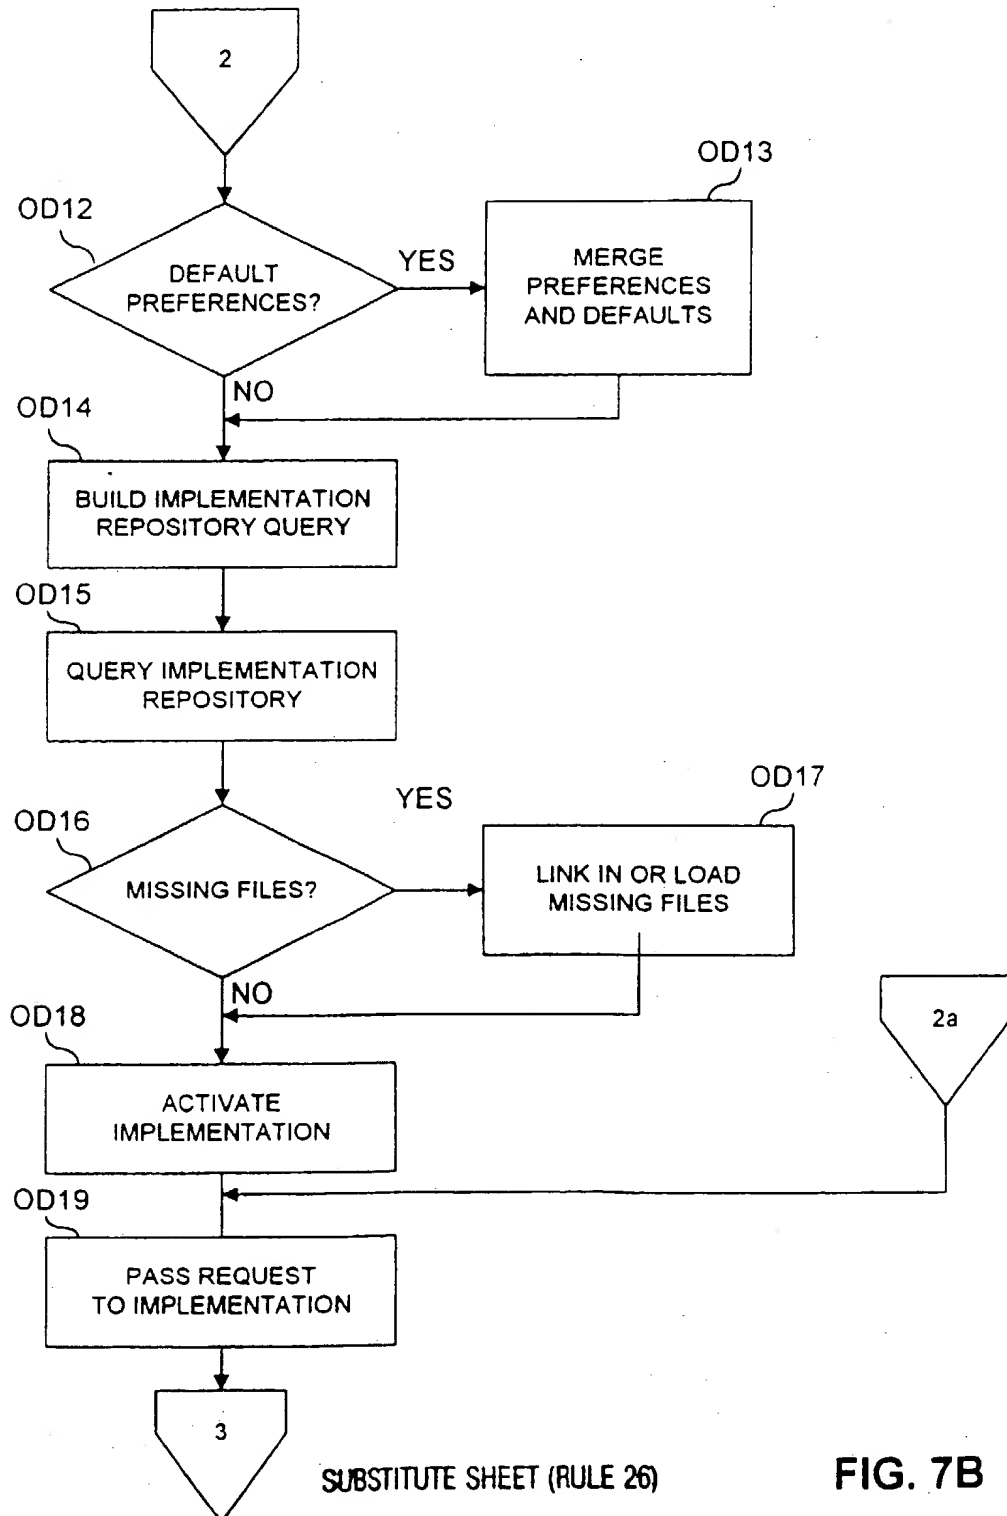 2
OD12
DEFAULT
PREFERENCES?
YES
OD13
MERGE
PREFERENCES
AND DEFAULTS
NO
OD14
BUILD IMPLEMENTATION
REPOSITORY QUERY
OD15
QUERY IMPLEMENTATION
REPOSITORY
OD16
MISSING FILES?
YES
OD17
LINK IN OR LOAD
MISSING FILES
NO
OD18
ACTIVATE
IMPLEMENTATION
2a
OD19
PASS REQUEST
TO IMPLEMENTATION
3
SUBSTITUTE SHEET (RULE 26)
FIG. 7B